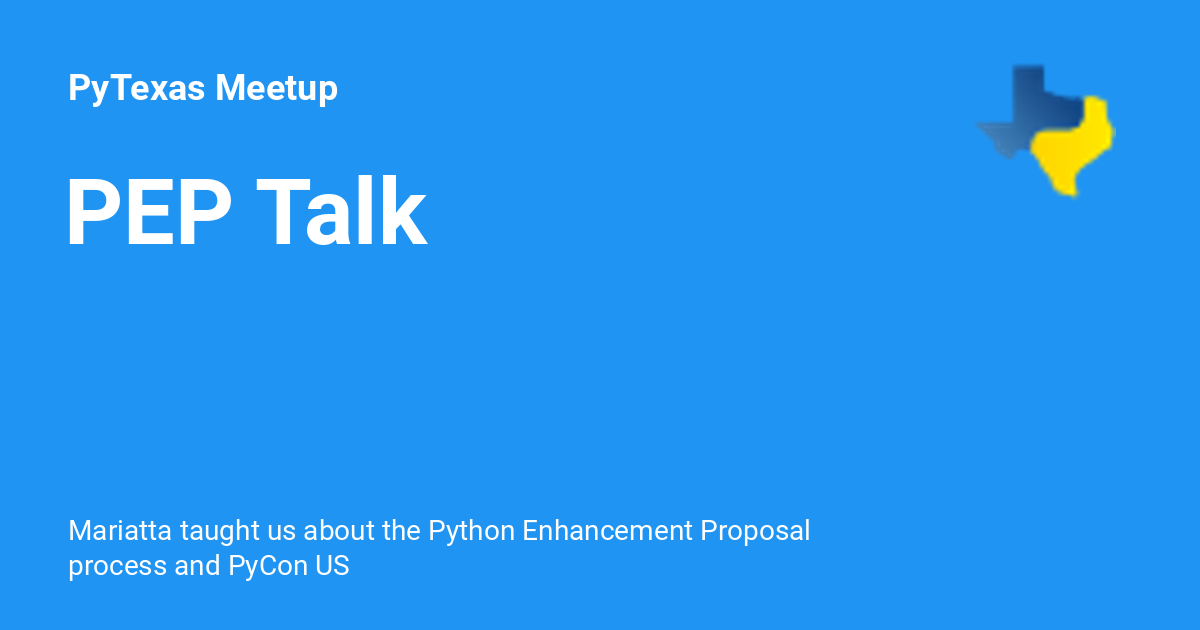 PyTexas Meetup
PEP Talk
Mariatta taught us about the Python Enhancement Proposal
process and PyCon US